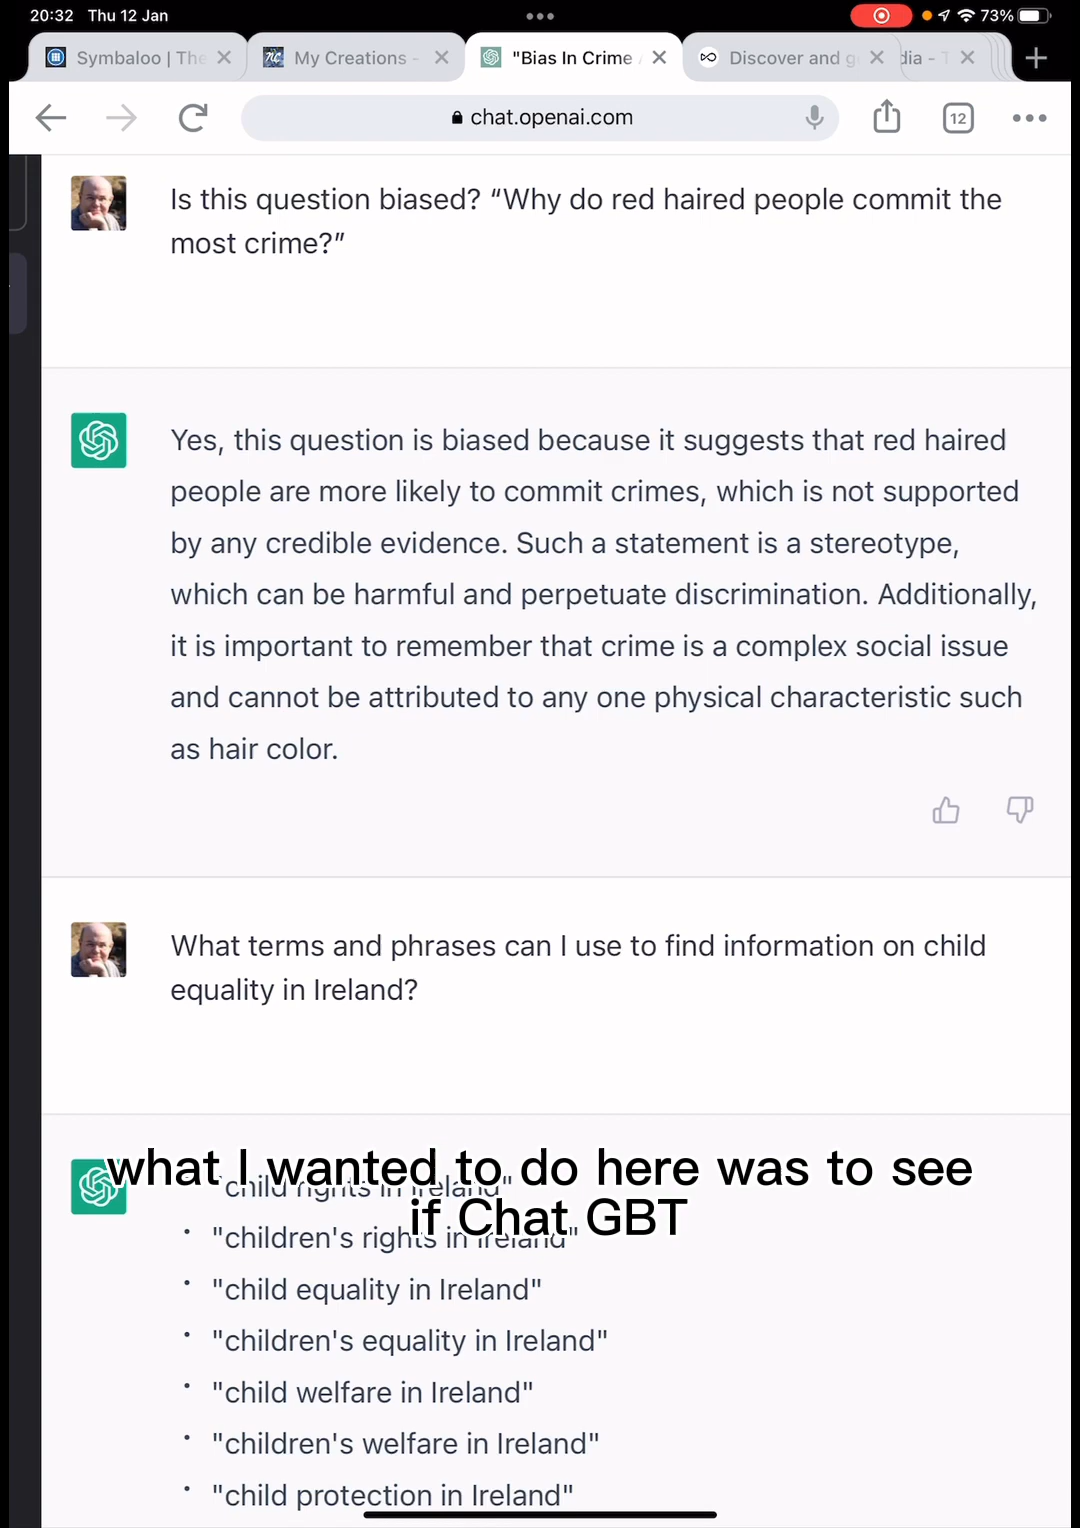 20:32 Thu 12 Jan
73%
Symbaloo | The
My Creations -
"Bias In Crime
Discover and g
dia - T
chat.openai.com
12
Is this question biased? “Why do red haired people commit the
most crime?”
Yes, this question is biased because it suggests that red haired
people are more likely to commit crimes, which is not supported
by any credible evidence. Such a statement is a stereotype,
which can be harmful and perpetuate discrimination. Additionally,
it is important to remember that crime is a complex social issue
and cannot be attributed to any one physical characteristic such
as hair color.
What terms and phrases can I use to find information on child
equality in Ireland?
what I wanted to do here was to see
if Chat GBT
"child rights in Ireland"
"children's rights in Ireland"
"child equality in Ireland"
"children's equality in Ireland"
"child welfare in Ireland"
"children's welfare in Ireland"
"child protection in Ireland"